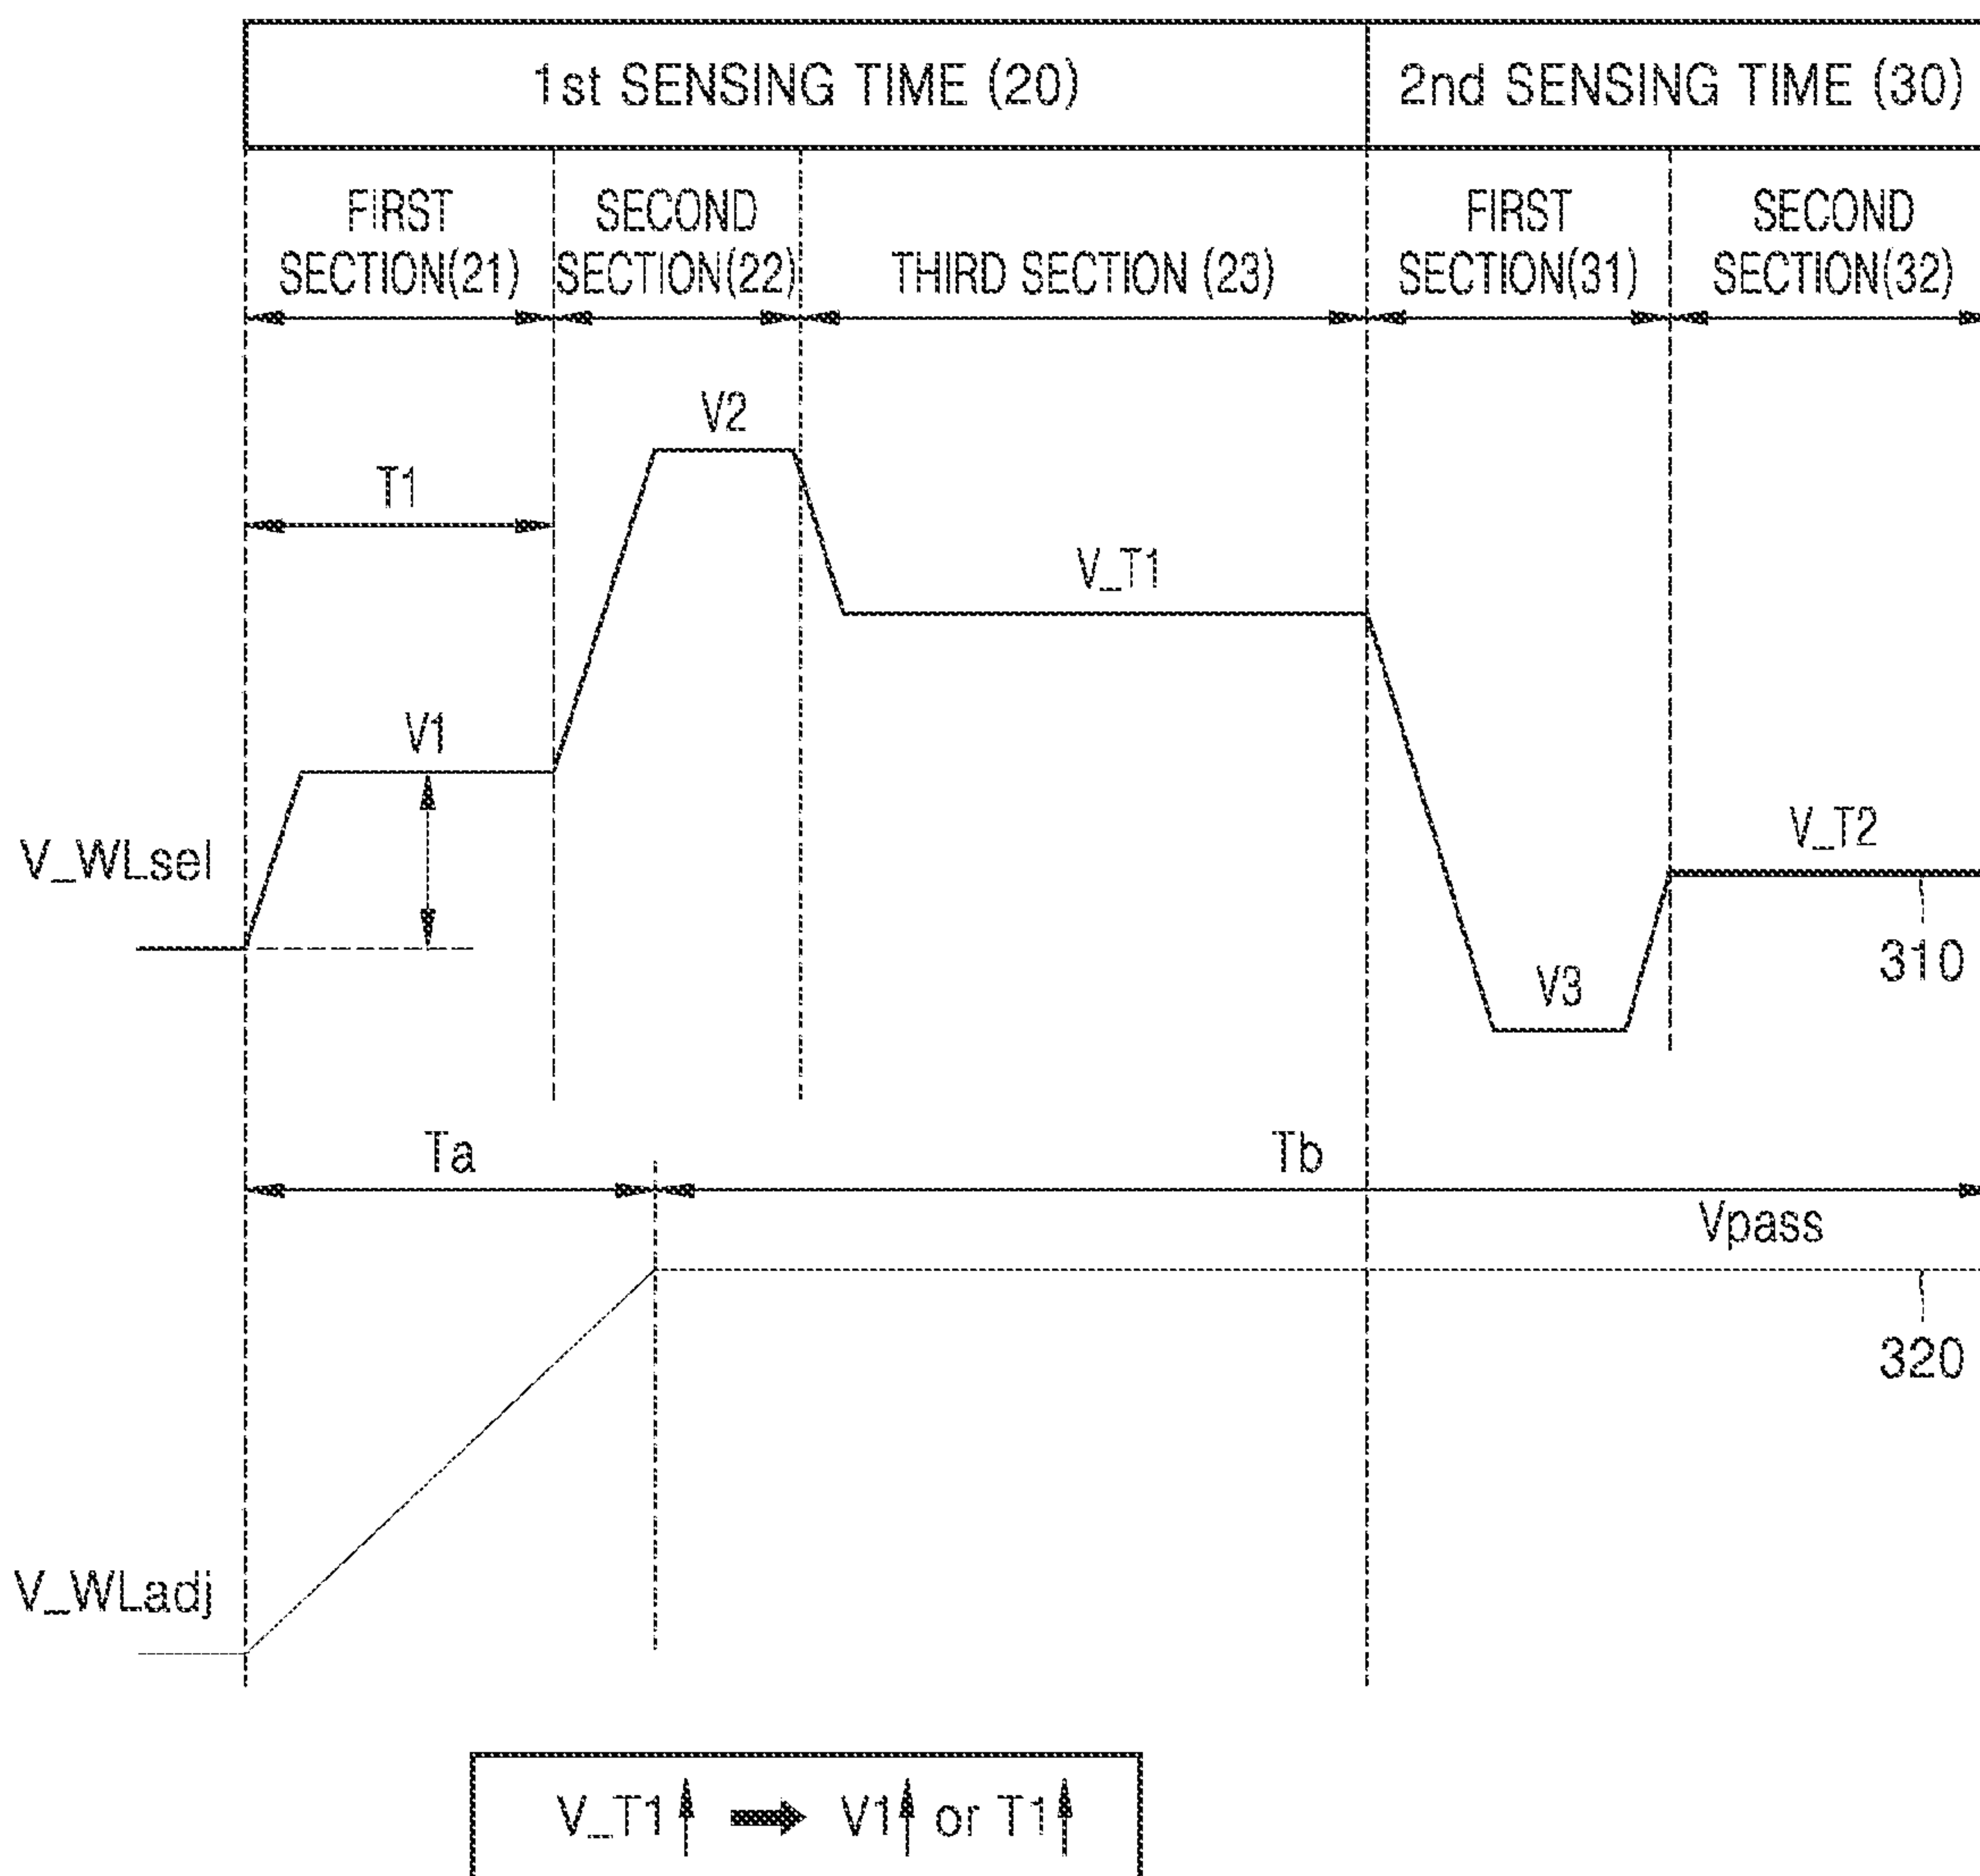 1st SENSING TIME (20)
2nd SENSING TIME (30)
FIRST
SECTION(21)
SECOND
SECTION(22)
THIRD SECTION (23)
FIRST
SECTION(31)
SECOND
SECTION(32)
V2
T1
V_T1
V1
V_WLsel
V_T2
310
V3
Ta
Tb
Vpass
320
V_WLadj
V_T1↑ ➡ V1↑ or T1↑